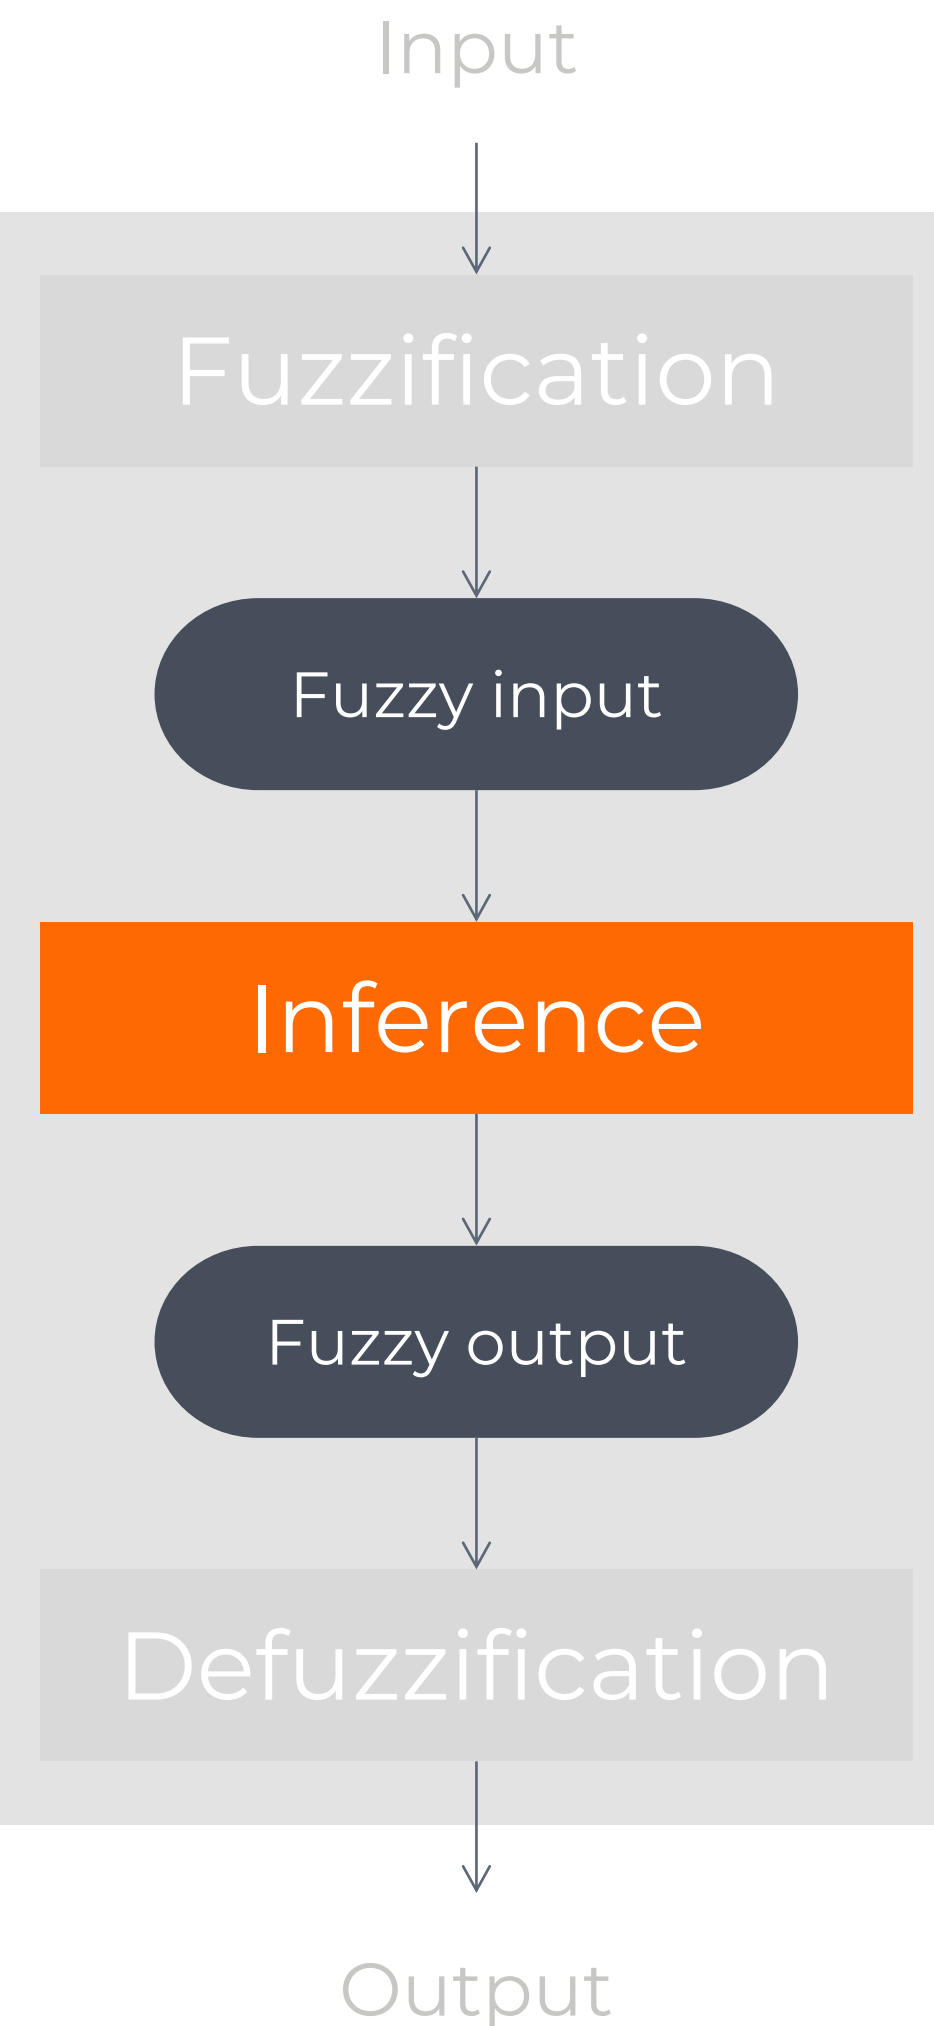 Input
Fuzzification
Fuzzy input
Inference
Fuzzy output
Defuzzification
Output